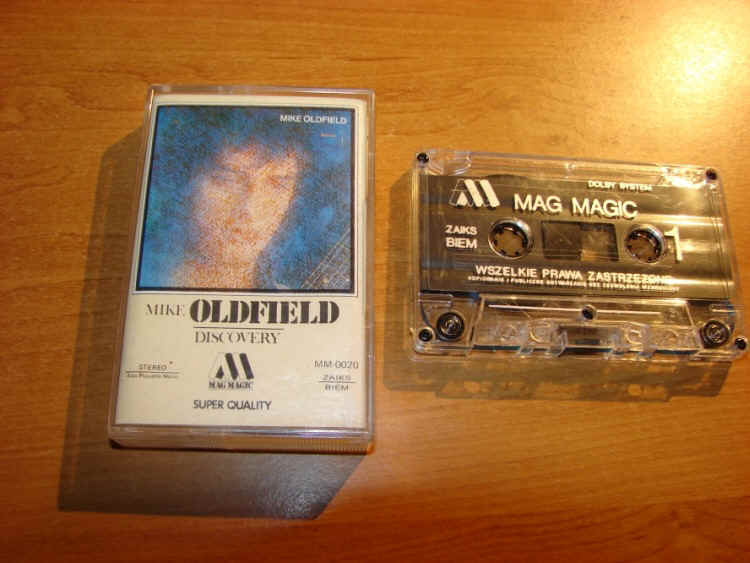 MIKE OLDFIELD
MIKE OLDFIELD
DISCOVERY
STEREO
MAG MAGIC
MM-0020
ZAIKS
BIEM
SUPER QUALITY
DOLBY SYSTEM
MAG MAGIC
ZAIKS
BIEM
1
WSZELKIE PRAWA ZASTRZEŻONE